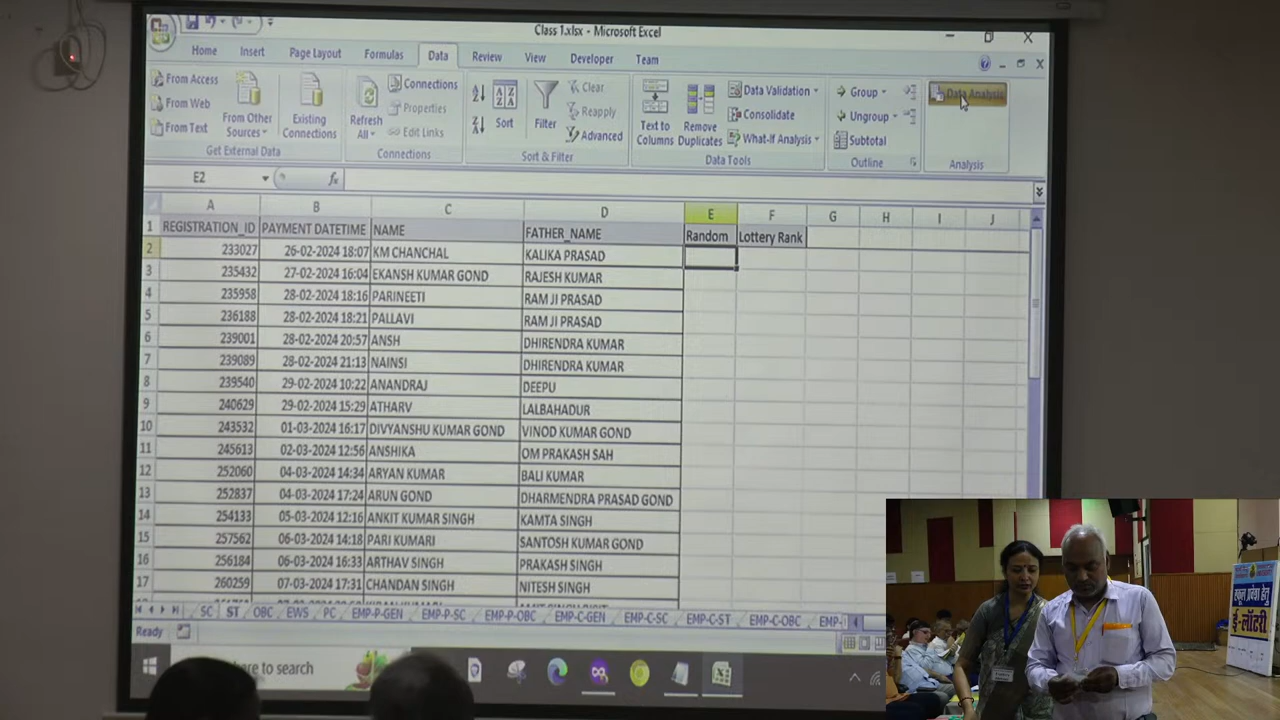 Class 1.xlsx - Microsoft Excel
Home Insert Page Layout Formulas Data Review View Developer Team
From Access
From Web
From Text
From Other Sources
Get External Data
Existing Connections
Refresh All
Connections
Properties
Edit Links
Connections
Sort
Filter
Clear
Reapply
Advanced
Sort & Filter
Text to Columns
Remove Duplicates
Data Validation
Consolidate
What-If Analysis
Data Tools
Group
Ungroup
Subtotal
Outline
Data Analysis
Analysis
E2 fx
A B C D E F G H I J
1 REGISTRATION_ID PAYMENT DATETIME NAME FATHER_NAME Random Lottery Rank
2 233027 26-02-2024 18:07 KM CHANCHAL KALIKA PRASAD
3 235432 27-02-2024 16:04 EKANSH KUMAR GOND RAJESH KUMAR
4 235958 28-02-2024 18:16 PARINEETI RAM JI PRASAD
5 236188 28-02-2024 18:21 PALLAVI RAM JI PRASAD
6 239001 28-02-2024 20:57 ANSH DHIRENDRA KUMAR
7 239089 28-02-2024 21:13 NAINSI DHIRENDRA KUMAR
8 239540 29-02-2024 10:22 ANANDRAJ DEEPU
9 240629 29-02-2024 15:29 ATHARV LALBAHADUR
10 243532 01-03-2024 16:17 DIVYANSHU KUMAR GOND VINOD KUMAR GOND
11 245613 02-03-2024 12:56 ANSHIKA OM PRAKASH SAH
12 252060 04-03-2024 14:34 ARYAN KUMAR BALI KUMAR
13 252837 04-03-2024 17:24 ARUN GOND DHARMENDRA PRASAD GOND
14 254133 05-03-2024 12:16 ANKIT KUMAR SINGH KAMTA SINGH
15 257562 06-03-2024 14:18 PARI KUMARI SANTOSH KUMAR GOND
16 256184 06-03-2024 16:33 ARTHAV SINGH PRAKASH SINGH
17 260259 07-03-2024 17:31 CHANDAN SINGH NITESH SINGH
SC ST OBC EWS PC EMP-P-GEN EMP-P-SC EMP-P-OBC EMP-C-GEN EMP-C-SC EMP-C-ST EMP-C-OBC EMP-
Ready
here to search
स्कूल प्रवेश हेतु
ई-लॉटरी